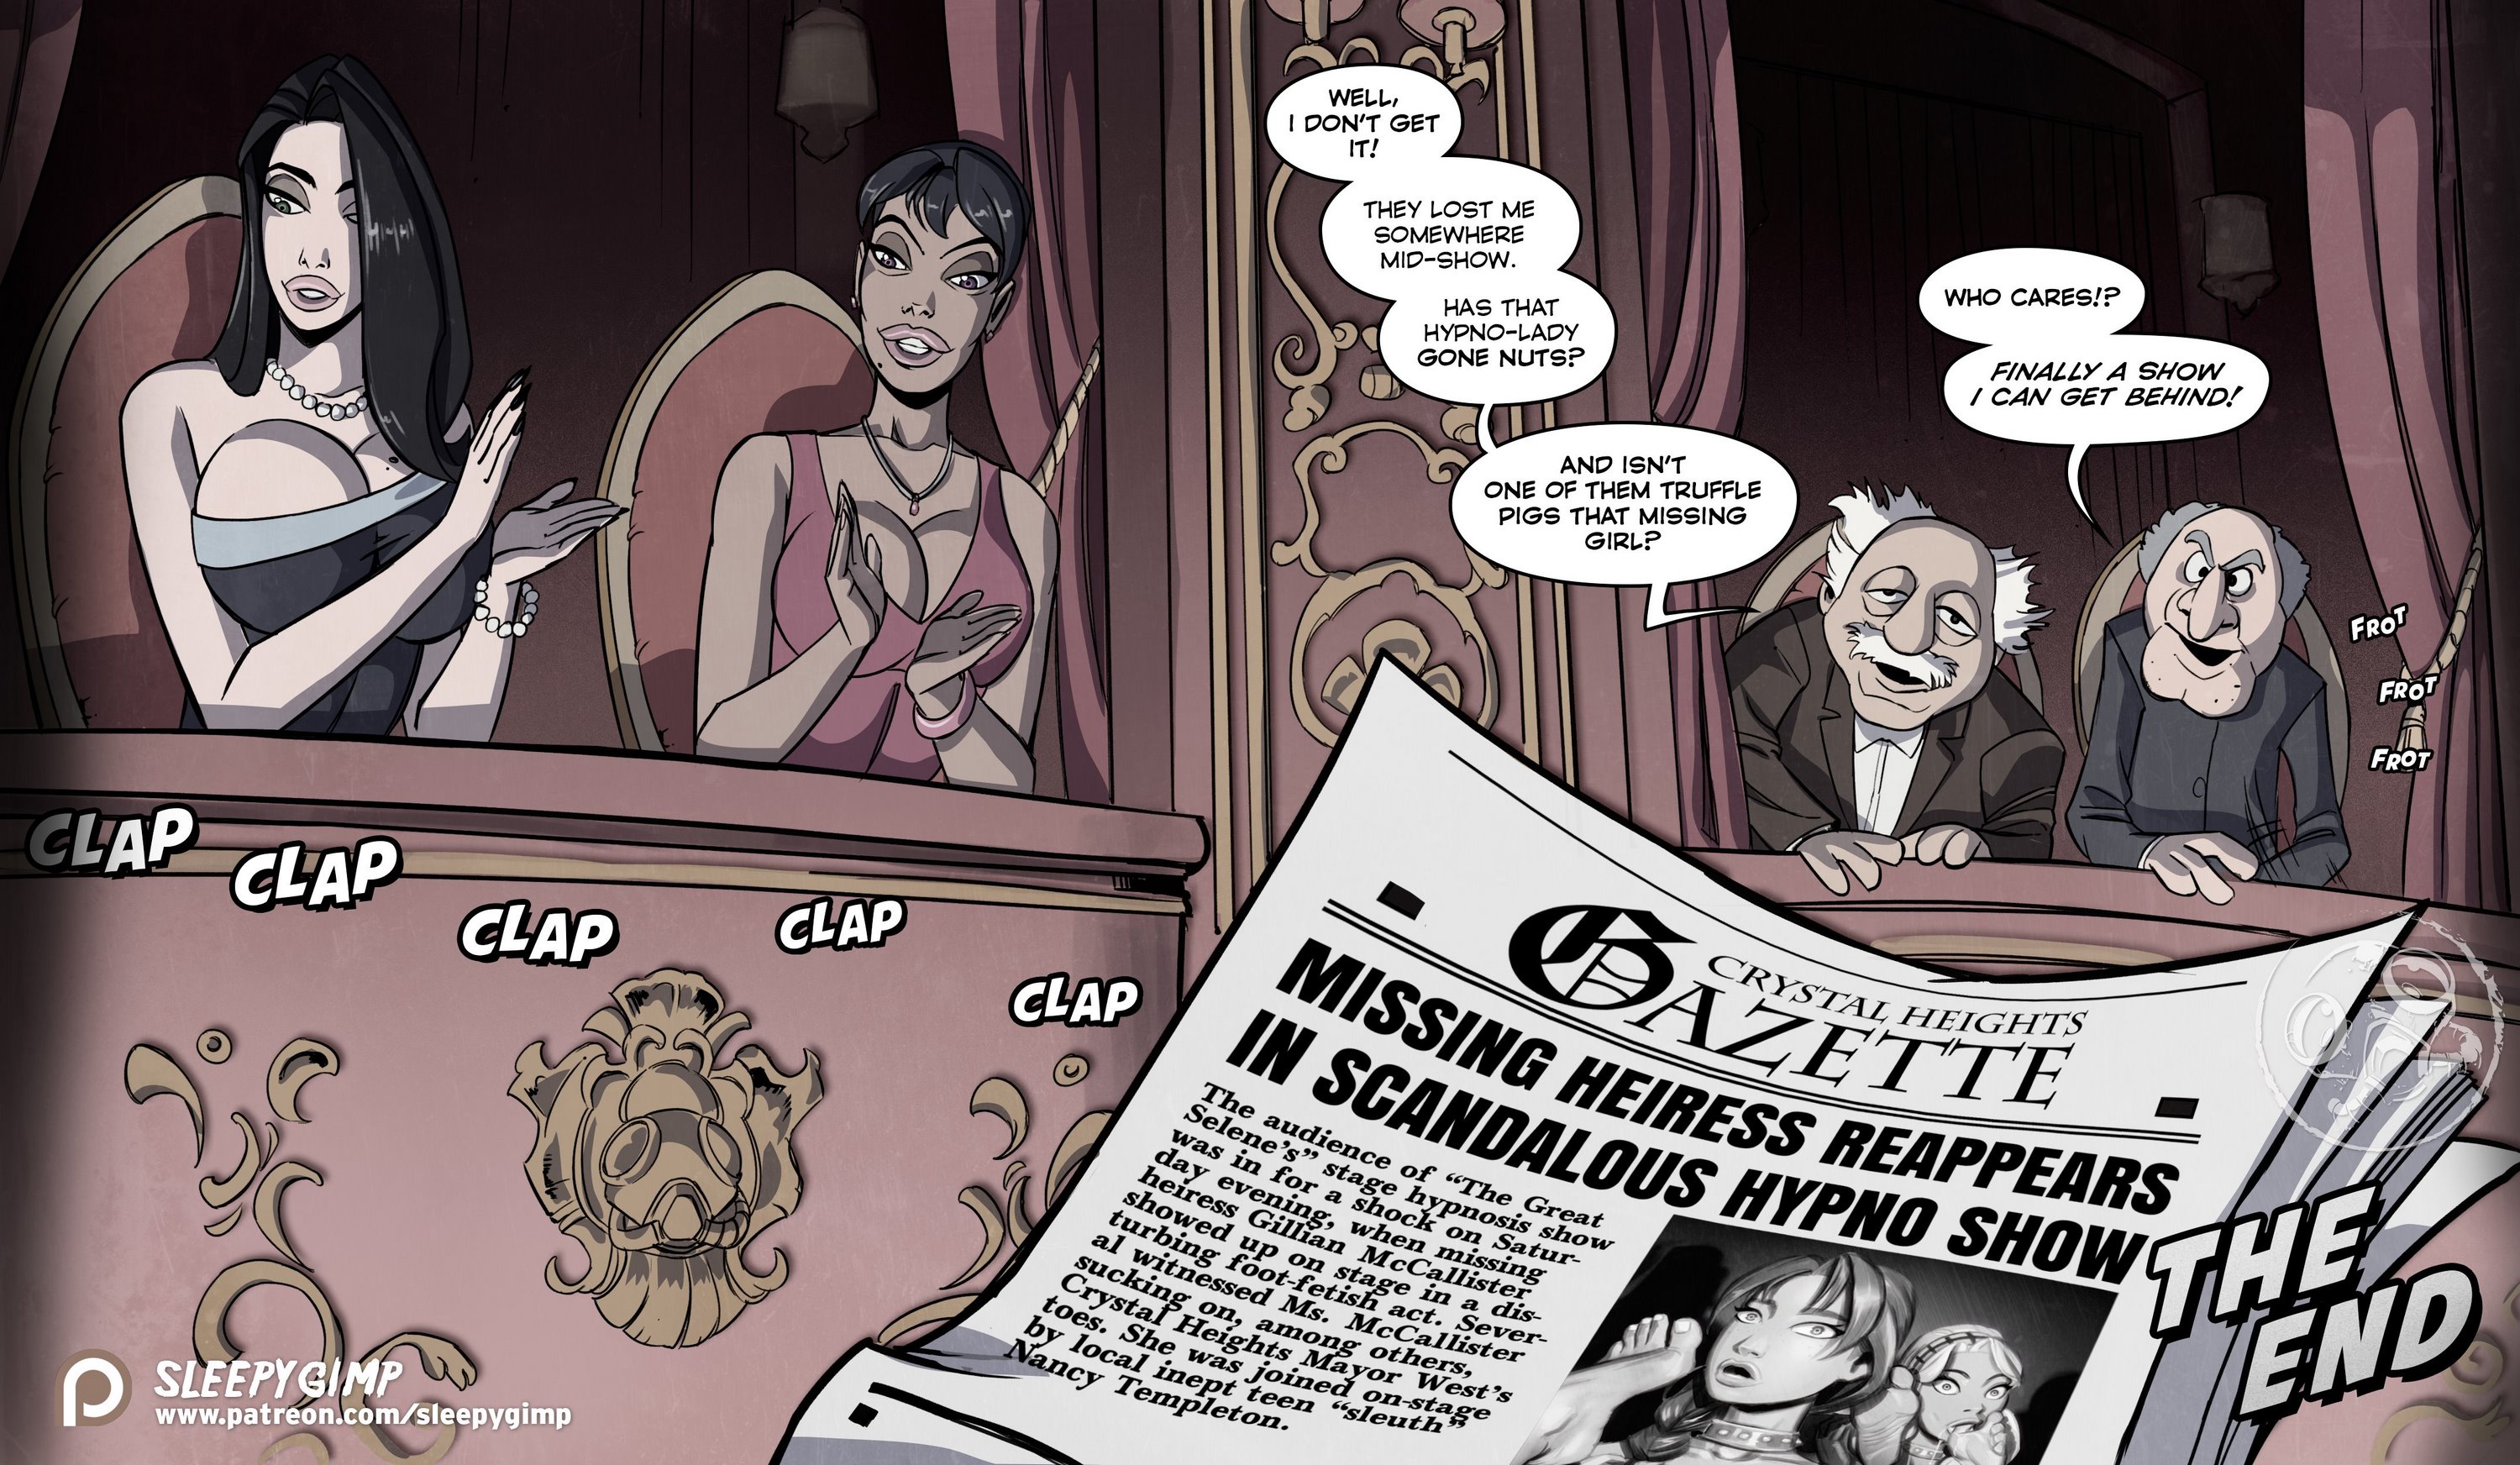 WELL,
I DON'T GET
IT!
THEY LOST ME
SOMEWHERE
MID-SHOW.
HAS THAT
HYPNO-LADY
GONE NUTS?
AND ISN'T
ONE OF THEM TRUFFLE
PIGS THAT MISSING
GIRL?
WHO CARES!?
FINALLY A SHOW
I CAN GET BEHIND!
FROT
FROT
FROT
CLAP
CLAP
CLAP
CLAP
CLAP
CRYSTAL HEIGHTS
GAZETTE
MISSING HEIRESS REAPPEARS
IN SCANDALOUS HYPNO SHOW
The audience of “The Great
Selene's” stage hypnosis show
was in for a shock on Satur-
day evening, when missing
heiress Gillian McCallister
showed up on stage in a dis-
turbing foot-fetish act. Sever-
al witnessed Ms. McCallister
sucking on, among others,
Crystal Heights Mayor West's
toes. She was joined on-stage
by local inept teen “sleuth”
Nancy Templeton.
THE
END
SLEEPYGIMP
www.patreon.com/sleepygimp